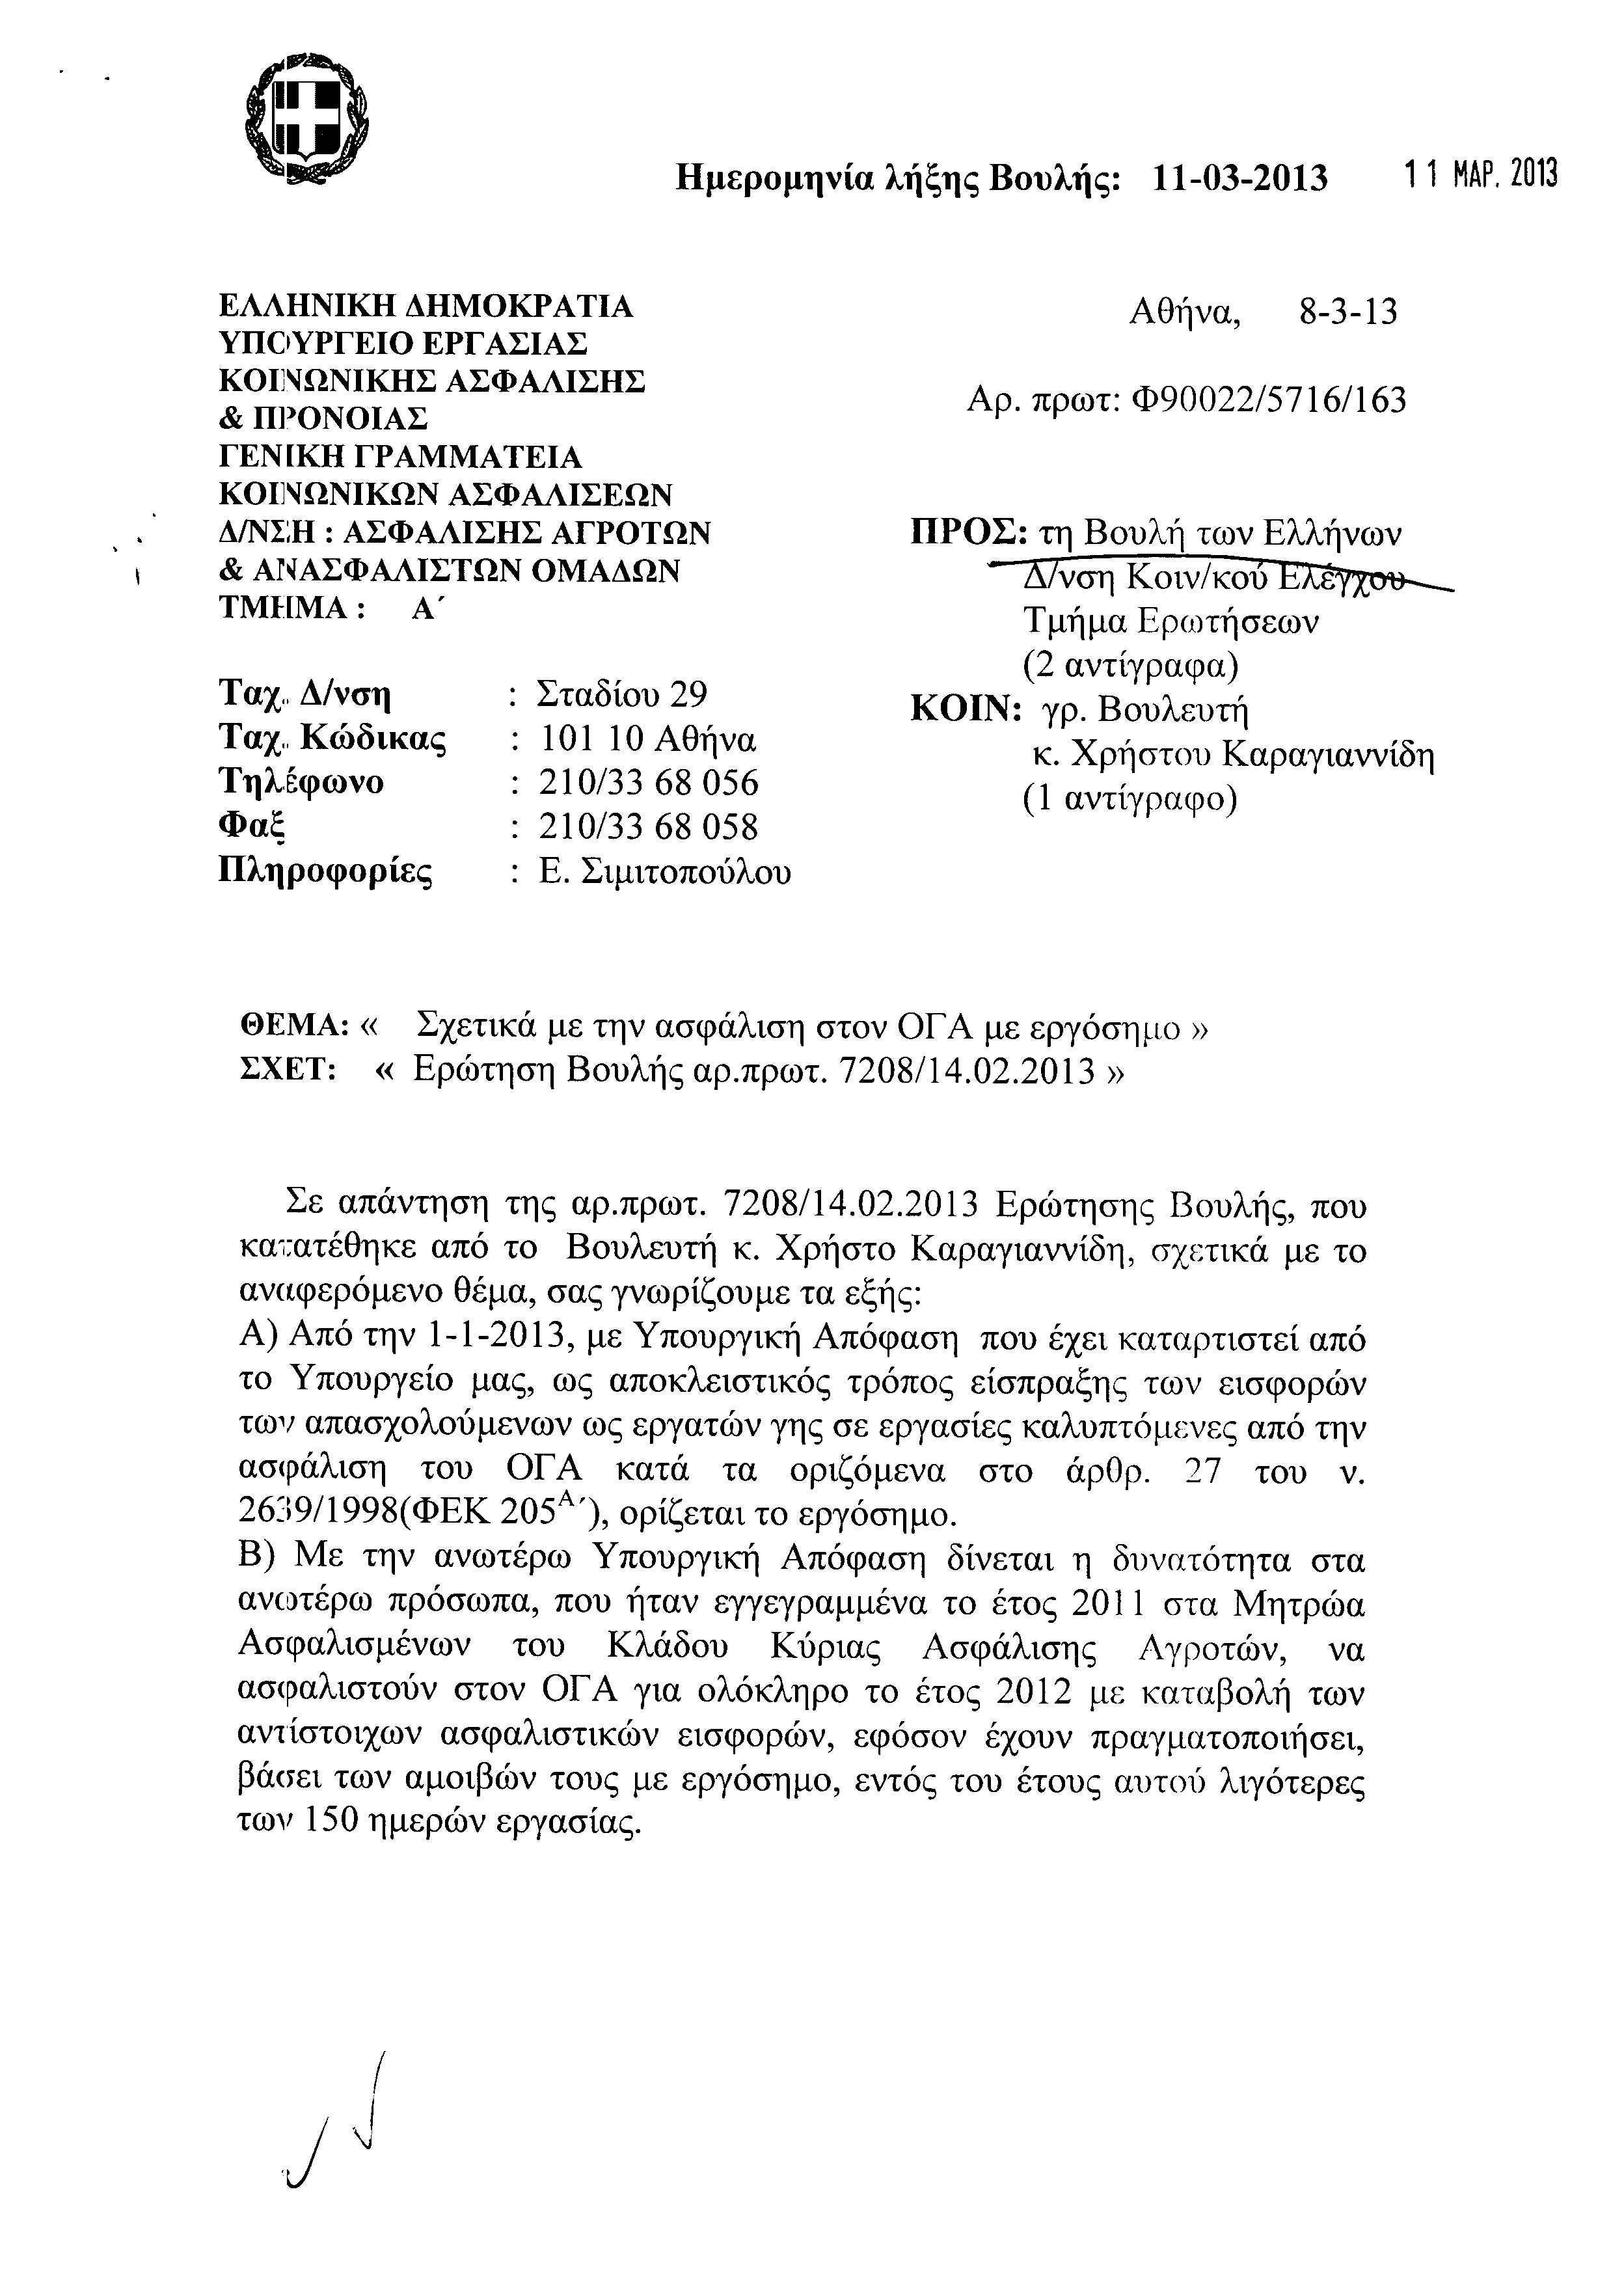 Ημερομηνία λήξης Βουλής: 11-03-2013 11 ΜΑΡ. 2013
ΕΛΛΗΝΙΚΗ ΔΗΜΟΚΡΑΤΙΑ
ΥΠΟΥΡΓΕΙΟ ΕΡΓΑΣΙΑΣ
ΚΟΙΝΩΝΙΚΗΣ ΑΣΦΑΛΙΣΗΣ
& ΠΡΟΝΟΙΑΣ
ΓΕΝΙΚΗ ΓΡΑΜΜΑΤΕΙΑ
ΚΟΙΝΩΝΙΚΩΝ ΑΣΦΑΛΙΣΕΩΝ
Δ/ΝΣΗ : ΑΣΦΑΛΙΣΗΣ ΑΓΡΟΤΩΝ
& ΑΝΑΣΦΑΛΙΣΤΩΝ ΟΜΑΔΩΝ
ΤΜΗΜΑ : Α΄
Ταχ. Δ/νση : Σταδίου 29
Ταχ. Κώδικας : 101 10 Αθήνα
Τηλέφωνο : 210/33 68 056
Φαξ : 210/33 68 058
Πληροφορίες : Ε. Σιμιτοπούλου
Αθήνα, 8-3-13
Αρ. πρωτ: Φ90022/5716/163
ΠΡΟΣ: τη Βουλή των Ελλήνων
Δ/νση Κοιν/κού Ελέγχου
Τμήμα Ερωτήσεων
(2 αντίγραφα)
ΚΟΙΝ: γρ. Βουλευτή
κ. Χρήστου Καραγιαννίδη
(1 αντίγραφο)
ΘΕΜΑ: « Σχετικά με την ασφάλιση στον ΟΓΑ με εργόσημο »
ΣΧΕΤ: « Ερώτηση Βουλής αρ.πρωτ. 7208/14.02.2013 »
Σε απάντηση της αρ.πρωτ. 7208/14.02.2013 Ερώτησης Βουλής, που
κατατέθηκε από το Βουλευτή κ. Χρήστο Καραγιαννίδη, σχετικά με το
αναφερόμενο θέμα, σας γνωρίζουμε τα εξής:
Α) Από την 1-1-2013, με Υπουργική Απόφαση που έχει καταρτιστεί από
το Υπουργείο μας, ως αποκλειστικός τρόπος είσπραξης των εισφορών
των απασχολούμενων ως εργατών γης σε εργασίες καλυπτόμενες από την
ασφάλιση του ΟΓΑ κατά τα οριζόμενα στο άρθρ. 27 του ν.
2639/1998(ΦΕΚ 205Α΄), ορίζεται το εργόσημο.
Β) Με την ανωτέρω Υπουργική Απόφαση δίνεται η δυνατότητα στα
ανωτέρω πρόσωπα, που ήταν εγγεγραμμένα το έτος 2011 στα Μητρώα
Ασφαλισμένων του Κλάδου Κύριας Ασφάλισης Αγροτών, να
ασφαλιστούν στον ΟΓΑ για ολόκληρο το έτος 2012 με καταβολή των
αντίστοιχων ασφαλιστικών εισφορών, εφόσον έχουν πραγματοποιήσει,
βάσει των αμοιβών τους με εργόσημο, εντός του έτους αυτού λιγότερες
των 150 ημερών εργασίας.